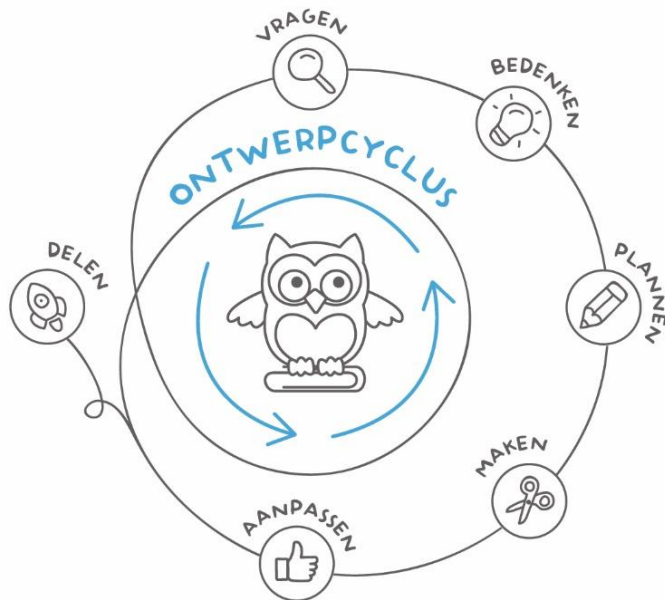 VRAGEN
BEDENKEN
ONTWERPCYCLUS
PLANNEN
DELEN
MAKEN
AANPASSEN